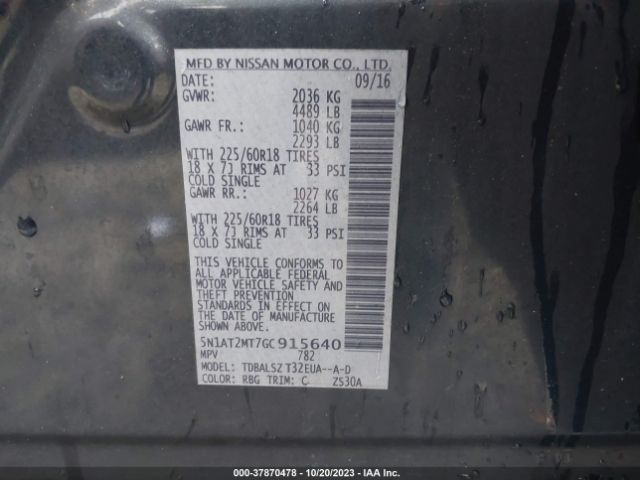 MFD BY NISSAN MOTOR CO., LTD.
DATE: 09/16
GVWR: 2036 KG
4489 LB
GAWR FR.: 1040 KG
2293 LB
WITH 225/60R18 TIRES
18 X 7J RIMS AT 33 PSI
COLD SINGLE
GAWR RR.: 1027 KG
2264 LB
WITH 225/60R18 TIRES
18 X 7J RIMS AT 33 PSI
COLD SINGLE
THIS VEHICLE CONFORMS TO
ALL APPLICABLE FEDERAL
MOTOR VEHICLE SAFETY AND
THEFT PREVENTION
STANDARDS IN EFFECT ON
THE DATE OF MANUFACTURE
SHOWN ABOVE.
5N1AT2MT7GC915640
MPV 782
MODEL: TDBALSZ T32EUA--A-D
COLOR: RBG TRIM: C ZS30A
000-37870478 - 10/20/2023 - IAA Inc.